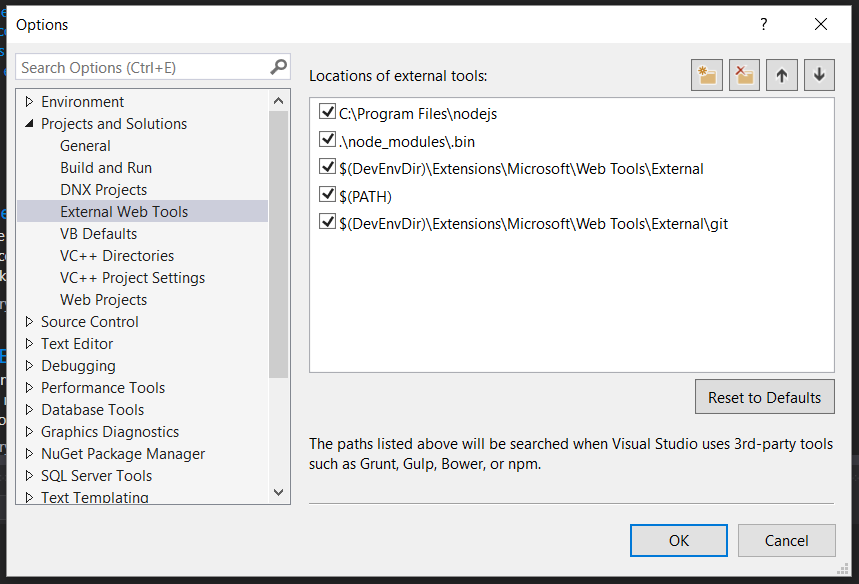 Options
?
Search Options (Ctrl+E)
Environment
Projects and Solutions
General
Build and Run
DNX Projects
External Web Tools
VB Defaults
VC++ Directories
VC++ Project Settings
Web Projects
Source Control
Text Editor
Debugging
Performance Tools
Database Tools
Graphics Diagnostics
NuGet Package Manager
SQL Server Tools
Text Templating
Locations of external tools:
C:\Program Files\nodejs
.\node_modules\.bin
$(DevEnvDir)\Extensions\Microsoft\Web Tools\External
$(PATH)
$(DevEnvDir)\Extensions\Microsoft\Web Tools\External\git
Reset to Defaults
The paths listed above will be searched when Visual Studio uses 3rd-party tools
such as Grunt, Gulp, Bower, or npm.
OK
Cancel